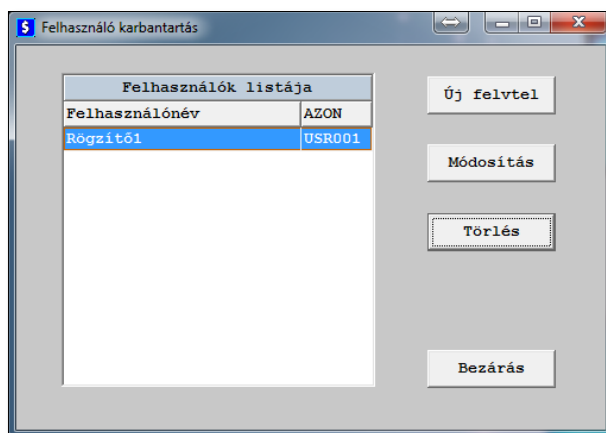 $ Felhasználó karbantartás
Felhasználók listája
Felhasználónév AZON
Rögzítő1 USR001
Új felvtel
Módosítás
Törlés
Bezárás